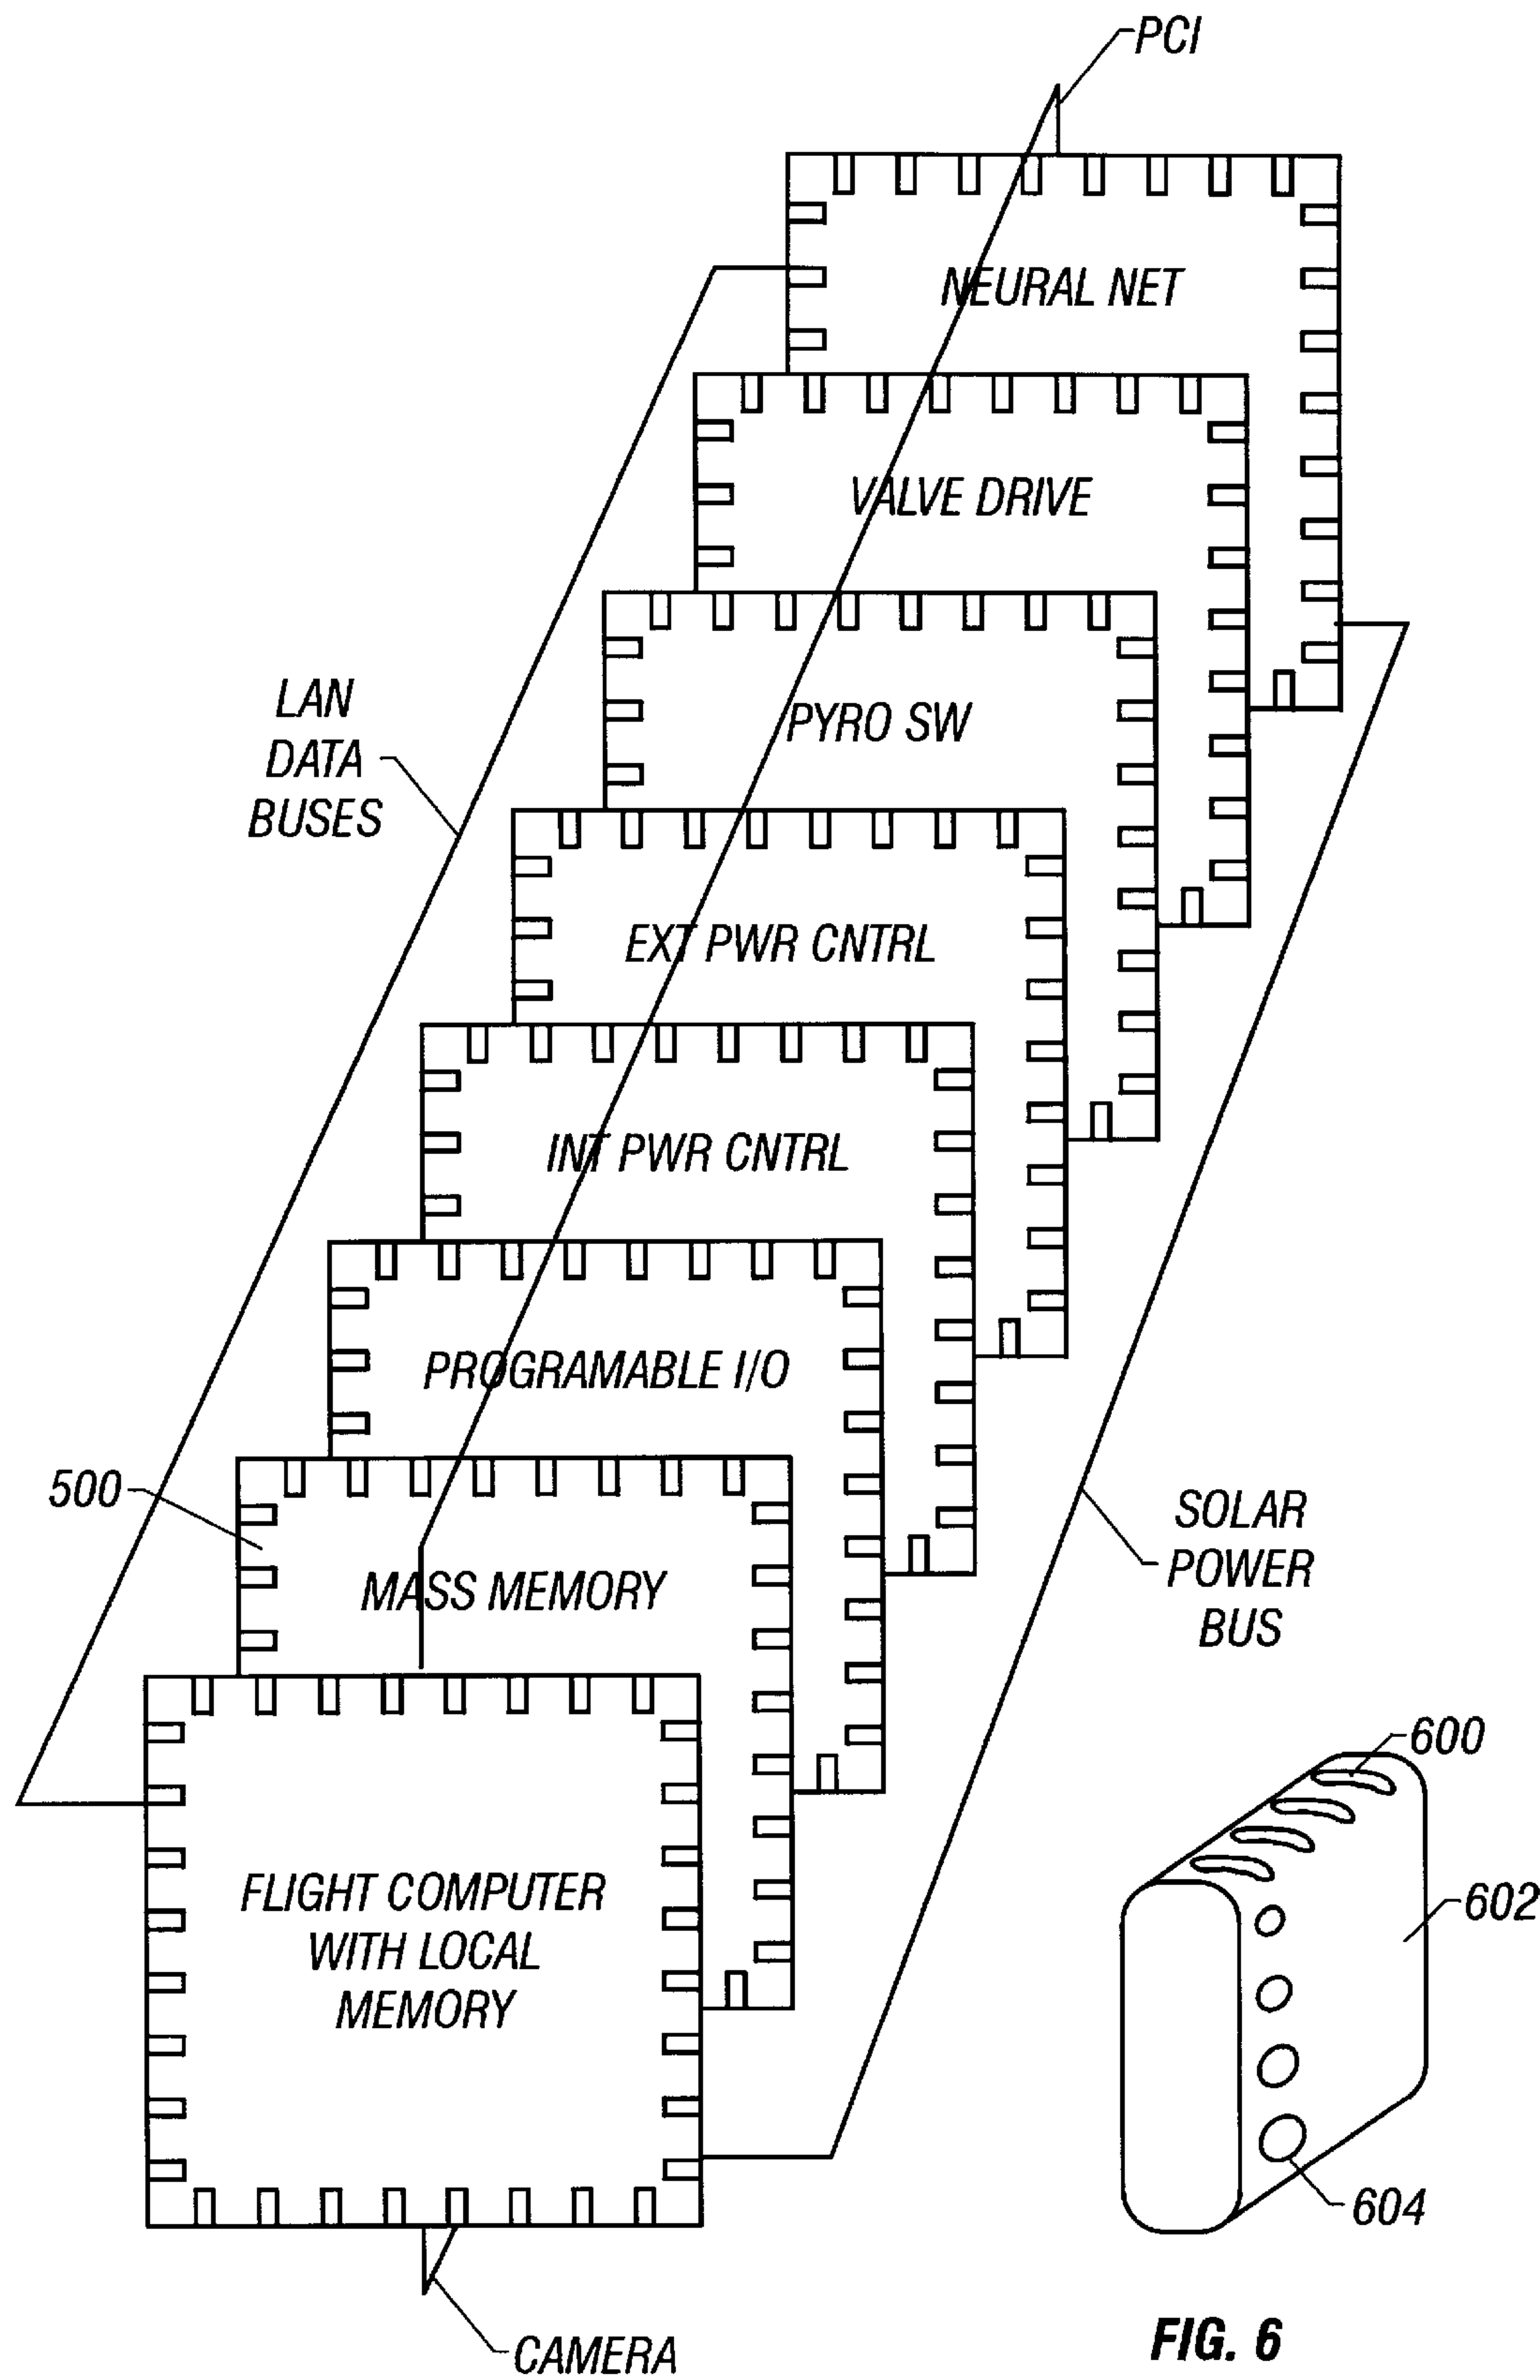 PCI
NEURAL NET
VALVE DRIVE
LAN
DATA
BUSES
PYRO SW
EXT PWR CNTRL
INT PWR CNTRL
PROGRAMABLE I/O
500
MASS MEMORY
SOLAR
POWER
BUS
FLIGHT COMPUTER
WITH LOCAL
MEMORY
600
602
604
CAMERA
FIG. 6